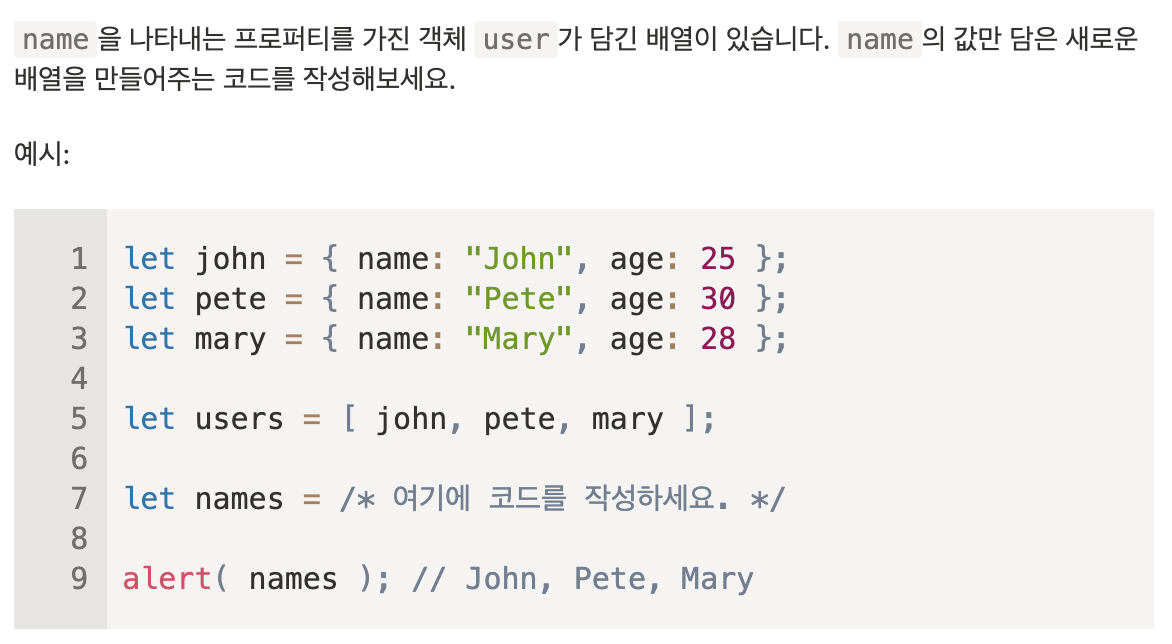 name을 나타내는 프로퍼티를 가진 객체 user가 담긴 배열이 있습니다. name의 값만 담은 새로운
배열을 만들어주는 코드를 작성해보세요.
예시:
1 let john = { name: "John", age: 25 };
2 let pete = { name: "Pete", age: 30 };
3 let mary = { name: "Mary", age: 28 };
4
5 let users = [ john, pete, mary ];
6
7 let names = /* 여기에 코드를 작성하세요. */
8
9 alert( names ); // John, Pete, Mary